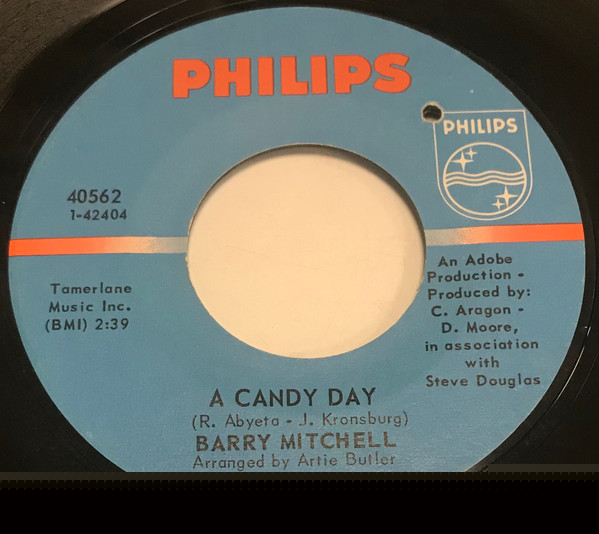 PHILIPS
PHILIPS
40562
1-42404
Tamerlane
Music Inc.
(BMI) 2:39
An Adobe
Production -
Produced by:
C. Aragon -
D. Moore,
in association
with
Steve Douglas
A CANDY DAY
(R. Abyeta - J. Kronsburg)
BARRY MITCHELL
Arranged by Artie Butler